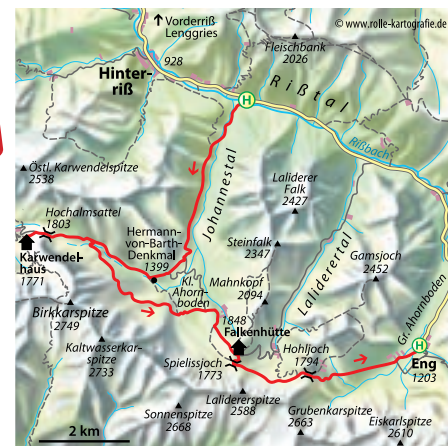 © www.rolle-kartografie.de
Vorderriß
Lenggries
Fleischbank
2026
928
Hinter-
riß
H
Rißtal
Rißbach
Östl. Karwendelspitze
2538
Johannestal
Laliderer
Falk
2427
Hochalmsattel
1803
Hermann-
von-Barth-
Denkmal
1399
Steinfalk
2347
Laliderertal
Gamsjoch
2452
Karwendel-
haus
1771
Kl.
Ahorn-
boden
Mahnkopf
2094
Gr. Ahornboden
Birkkarspitze
2749
1848
Falkenhütte
H
Kaltwasserkar-
spitze
2733
Spielissjoch
1773
Hohljoch
1794
Eng
1203
Sonnenspitze
2668
Lalidererspitze
2588
Grubenkarspitze
2663
Eiskarlspitze
2610
2 km